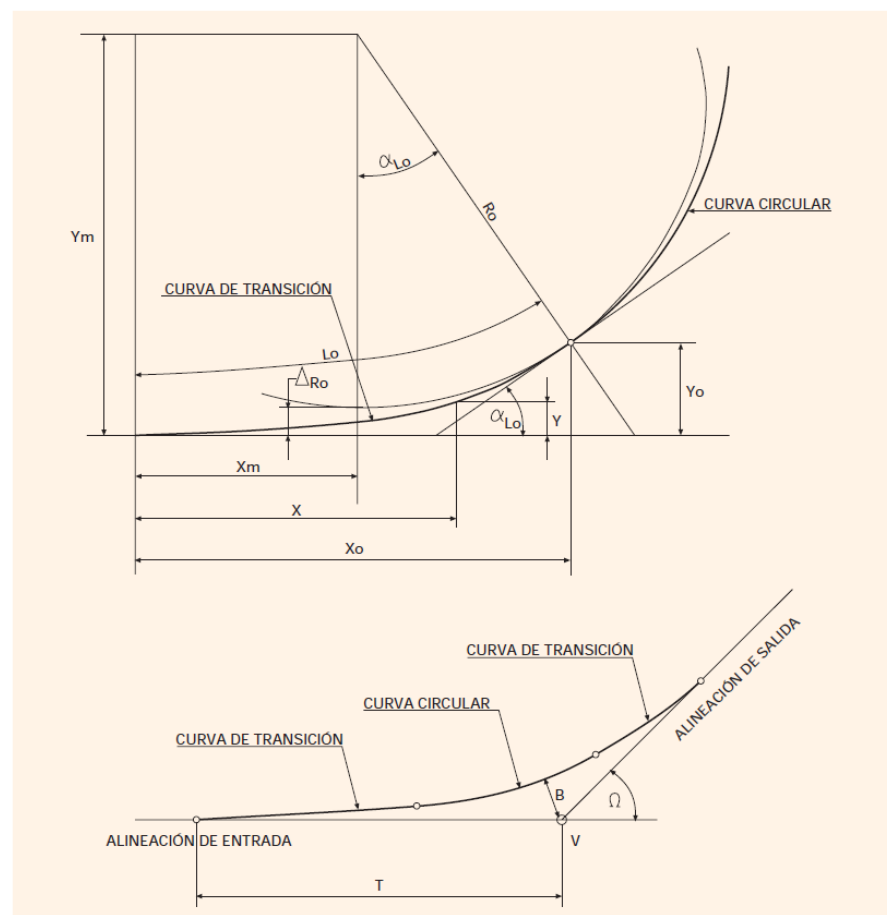 αLo
Ro
CURVA CIRCULAR
Ym
CURVA DE TRANSICIÓN
Lo
ΔRo
αLo
Y
Yo
Xm
X
Xo
CURVA DE TRANSICIÓN
ALINEACIÓN DE SALIDA
CURVA CIRCULAR
CURVA DE TRANSICIÓN
B
Ω
ALINEACIÓN DE ENTRADA
V
T